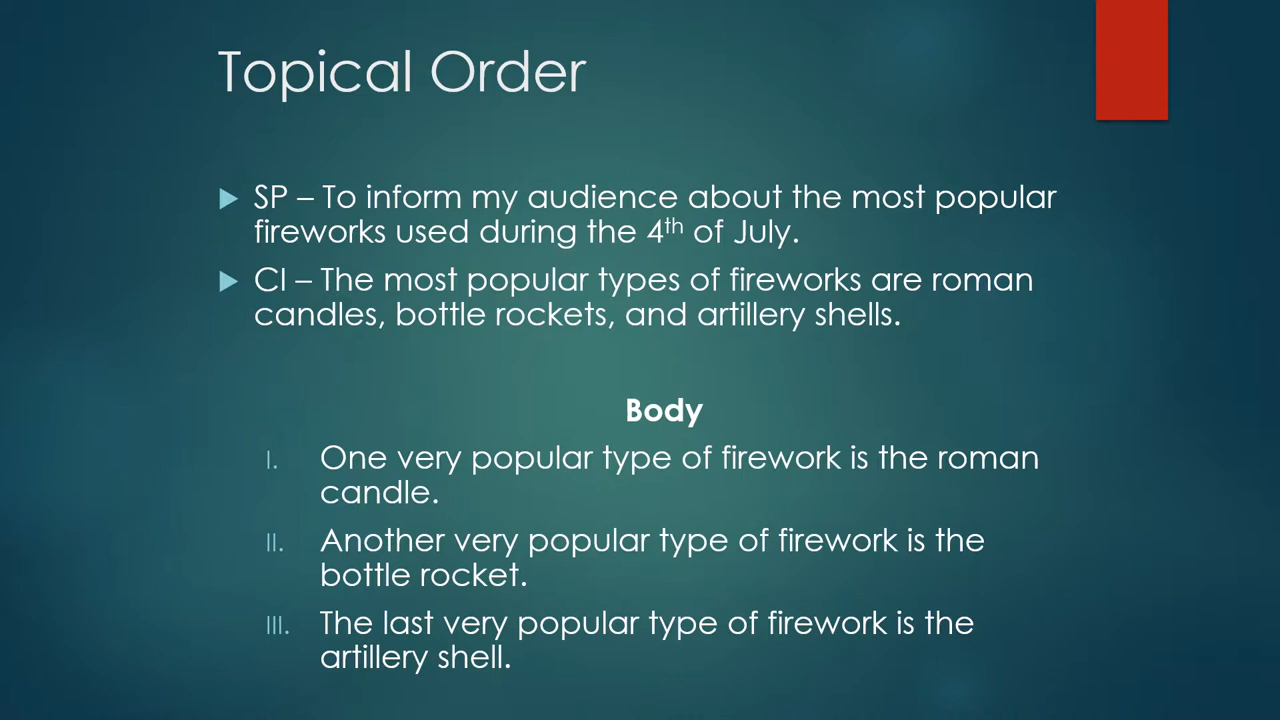 Topical Order
SP – To inform my audience about the most popular
fireworks used during the 4th of July.
CI – The most popular types of fireworks are roman
candles, bottle rockets, and artillery shells.
Body
I. One very popular type of firework is the roman
candle.
II. Another very popular type of firework is the
bottle rocket.
III. The last very popular type of firework is the
artillery shell.